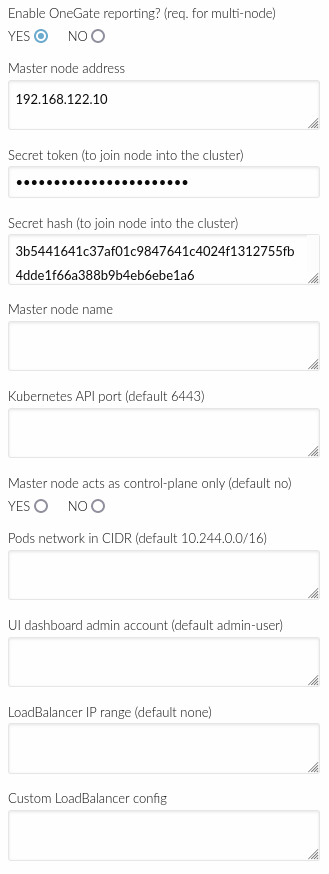 Enable OneGate reporting? (req. for multi-node)
YES NO
Master node address
192.168.122.10
Secret token (to join node into the cluster)
•••••••••••••••••••••••
Secret hash (to join node into the cluster)
3b5441641c37af01c9847641c4024f1312755fb
4dde1f66a388b9b4eb6ebe1a6
Master node name
Kubernetes API port (default 6443)
Master node acts as control-plane only (default no)
YES NO
Pods network in CIDR (default 10.244.0.0/16)
UI dashboard admin account (default admin-user)
LoadBalancer IP range (default none)
Custom LoadBalancer config